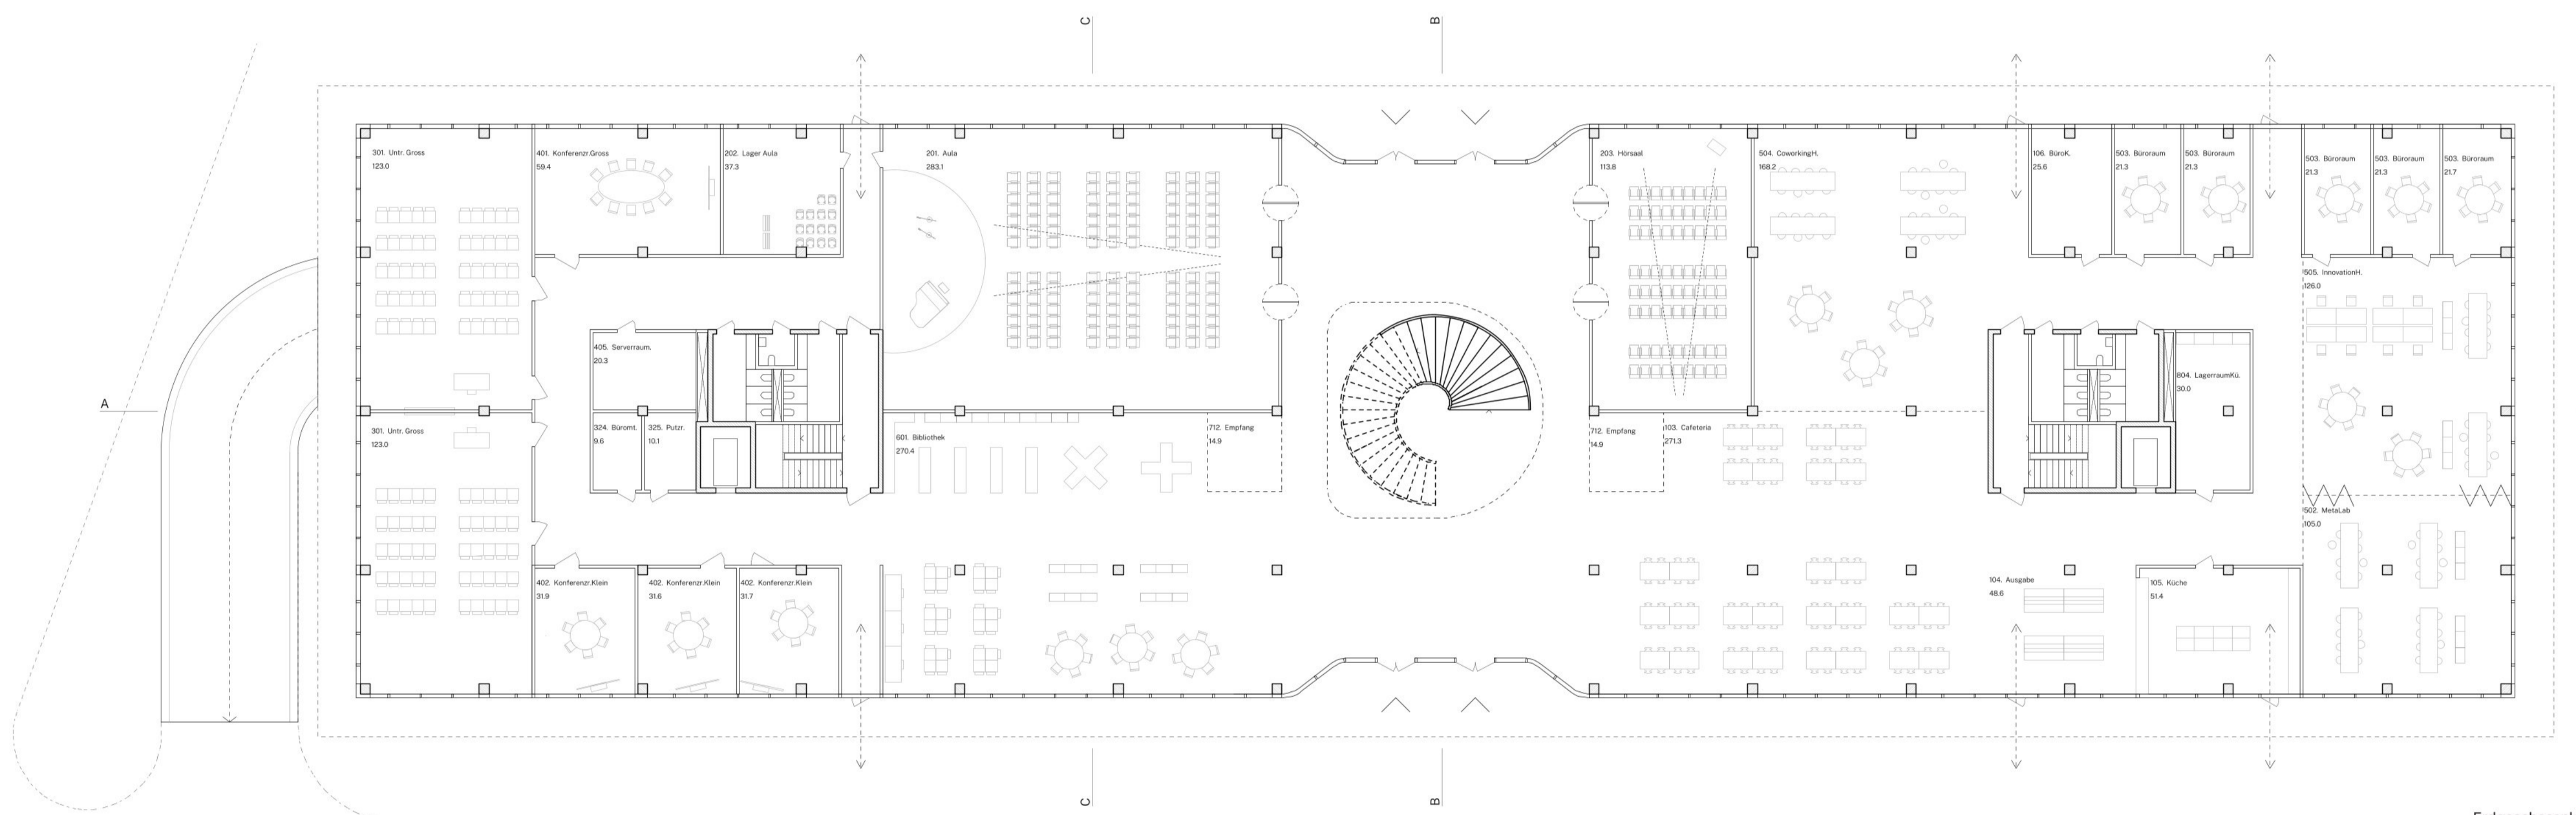 C
B
301. Untr. Gross
123.0
401. Konferenzr.Gross
59.4
202. Lager Aula
37.3
201. Aula
283.1
203. Hörsaal
113.8
504. CoworkingH.
168.2
106. BüroK.
25.6
503. Büroraum
21.3
503. Büroraum
21.3
503. Büroraum
21.3
503. Büroraum
21.3
503. Büroraum
21.7
505. InnovationH.
126.0
405. Serverraum.
20.3
804. LagerraumKü.
30.0
A
301. Untr. Gross
123.0
324. Büromt.
9.6
325. Putzr.
10.1
601. Bibliothek
270.4
712. Empfang
14.9
712. Empfang
14.9
103. Cafeteria
271.3
502. MetaLab
105.0
402. Konferenzr.Klein
31.9
402. Konferenzr.Klein
31.6
402. Konferenzr.Klein
31.7
104. Ausgabe
48.6
105. Küche
51.4
C
B